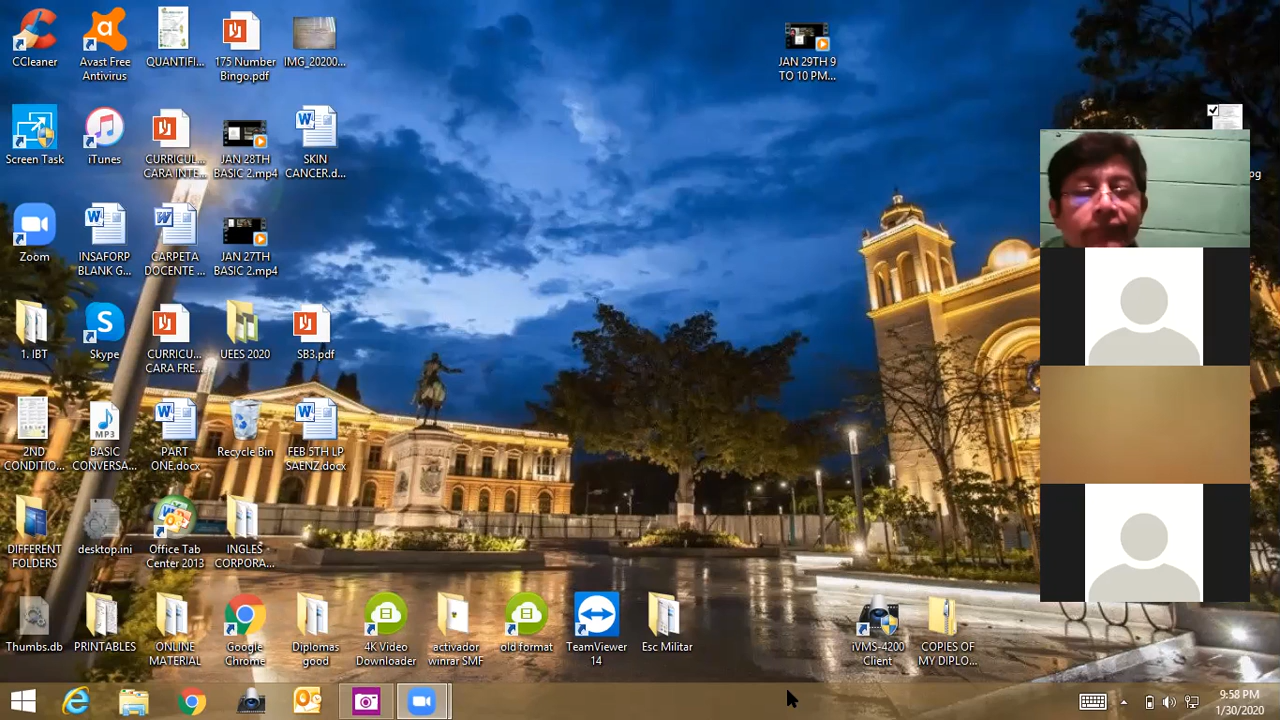 CCleaner
Avast Free
Antivirus
QUANTIFI...
175 Number
Bingo.pdf
IMG_20200...
JAN 29TH 9
TO 10 PM...
Screen Task
iTunes
CURRICUL...
CARA INTE...
JAN 28TH
BASIC 2.mp4
SKIN
CANCER.d...
Zoom
INSAFORP
BLANK G...
CARPETA
DOCENTE ...
JAN 27TH
BASIC 2.mp4
1. IBT
Skype
CURRICU...
CARA FRE...
UEES 2020
SB3.pdf
2ND
CONDITIO...
MP3
BASIC
CONVERSA...
PART
ONE.docx
Recycle Bin
FEB 5TH LP
SAENZ.docx
DIFFERENT
FOLDERS
desktop.ini
Office Tab
Center 2013
INGLES
CORPORA...
Thumbs.db
PRINTABLES
ONLINE
MATERIAL
Google
Chrome
Diplomas
good
4K Video
Downloader
activador
winrar SMF
old format
TeamViewer
14
Esc Militar
iVMS-4200
Client
COPIES OF
MY DIPLO...
9:58 PM
1/30/2020